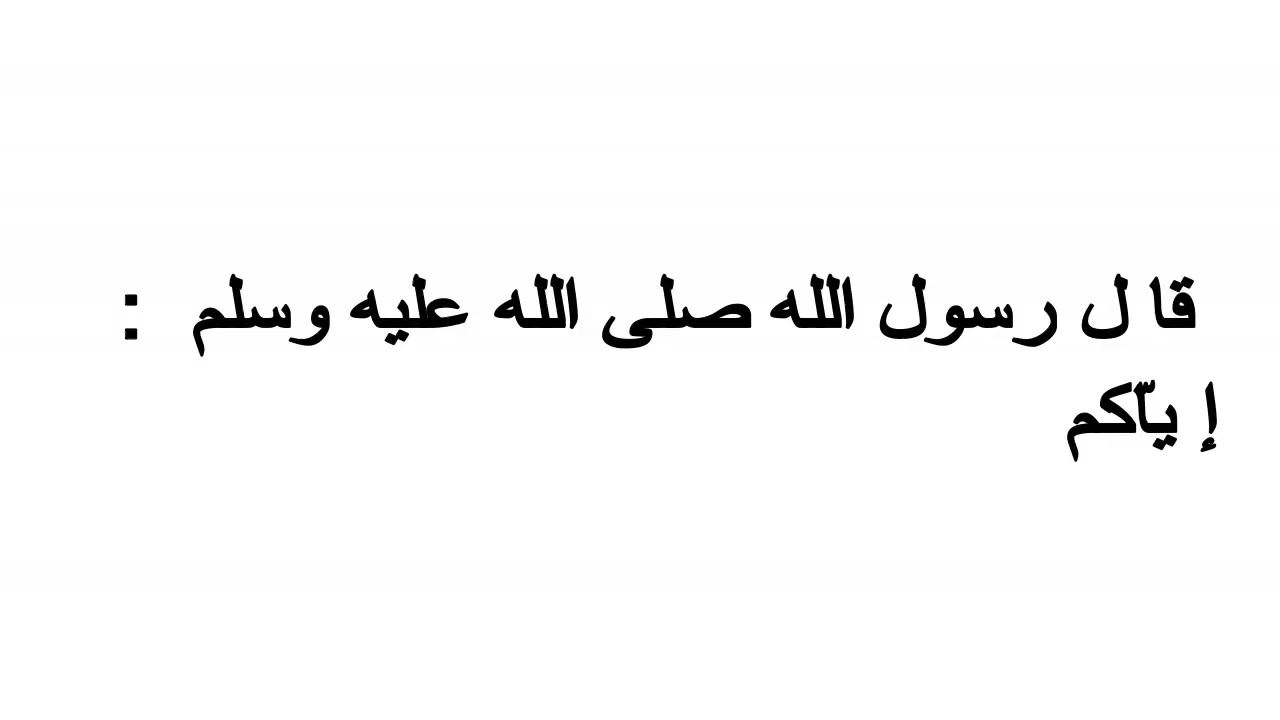 قا ل رسول الله صلى الله عليه وسلم :
إ يّاكم